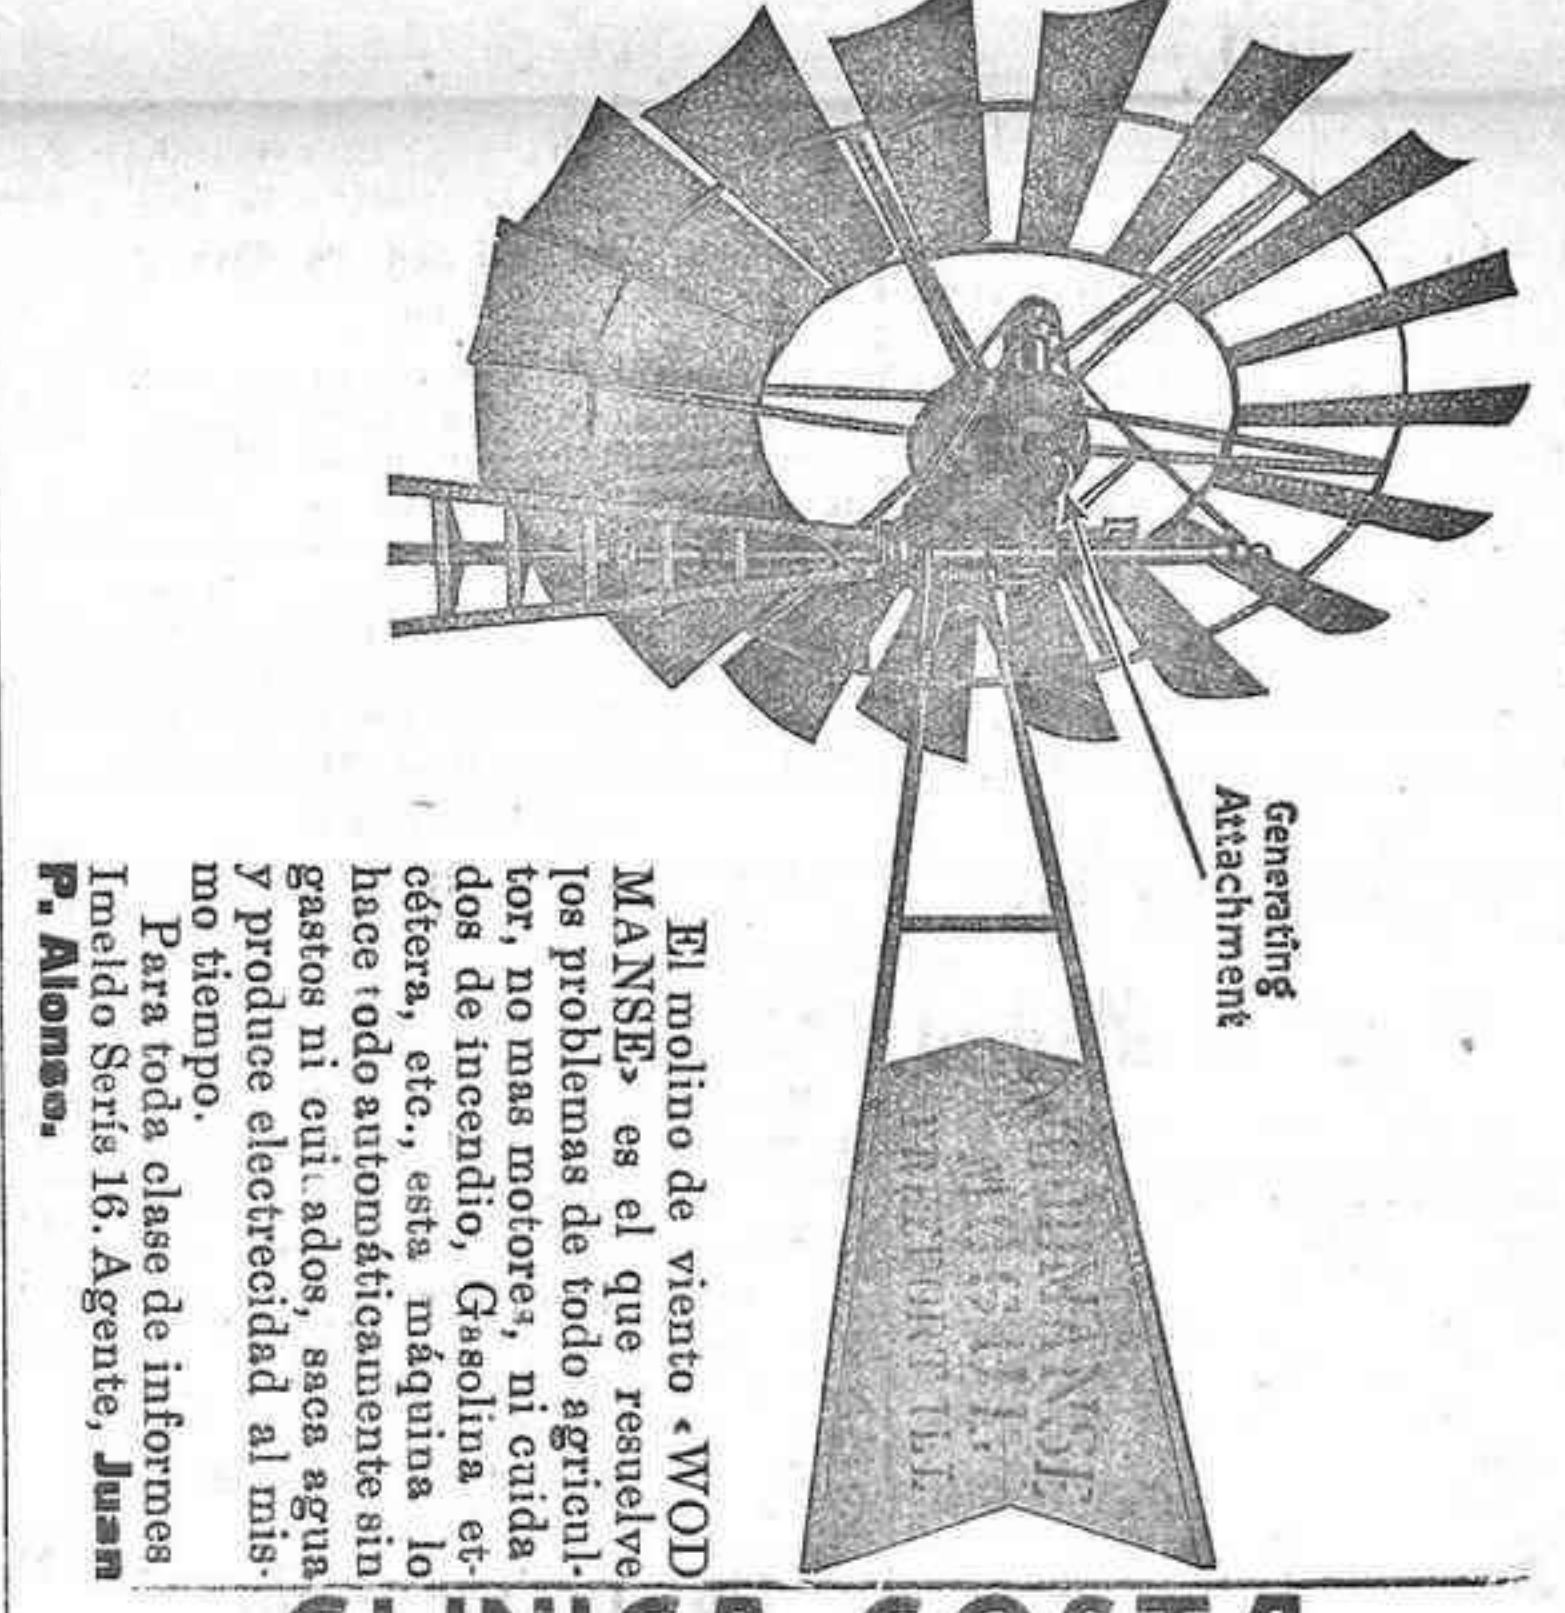 Generating
Attachment
WOODMANSE
El molino de viento «WOD
MANSE» es el que resuelve
los problemas de todo agricul-
tor, no mas motores, ni cuida
dos de incendio, Gasolina et-
cétera, etc., esta máquina lo
hace todo automáticamente sin
gastos ni cui ados, saca agua
y produce electrecidad al mis-
mo tiempo.
Para toda clase de informes
Imeldo Serís 16. Agente, Juan
P. Alonso.